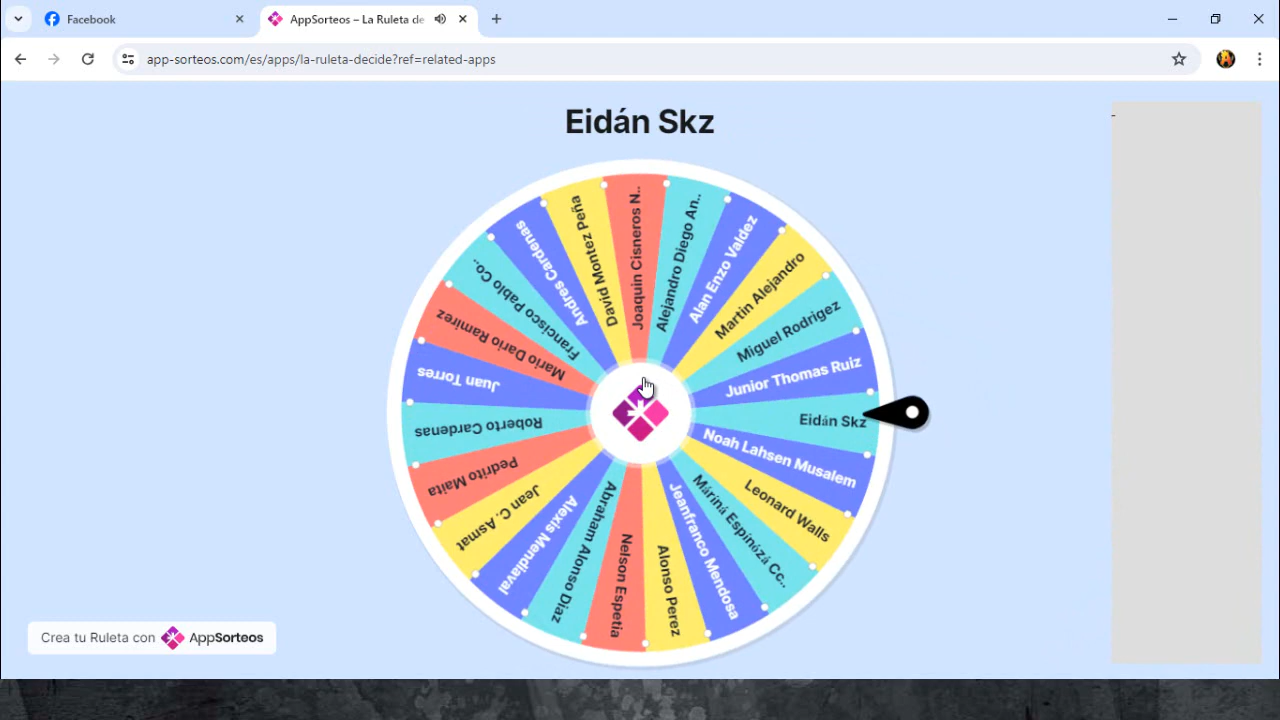 Facebook
AppSorteos – La Ruleta de
app-sorteos.com/es/apps/la-ruleta-decide?ref=related-apps
Eidán Skz
-
Joaquin Cisneros N..
Alejandro Diego An..
Alan Enzo Valdez
Martin Alejandro
Miguel Rodrigez
Junior Thomas Ruiz
Eidán Skz
Noah Lahsen Musalem
Leonard Walls
Máriná Espinózá Cc..
Jeanfranco Mendosa
Alonso Perez
Nelson Espetia
Abraham Alonso Diaz
Alexis Mendiaval
Jean C. Asmat
Pedrito Maita
Roberto Cardenas
Juan Torres
Mario Dario Ramirez
Francisco Pablo Co..
Andres Cardenas
David Montez Peña
Crea tu Ruleta con AppSorteos